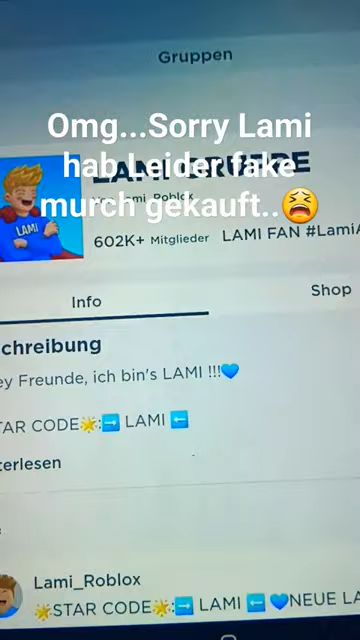 Gruppen
Omg...Sorry Lami
hab Leider fake
murch gekauft..😫
LAMI
602K+ Mitglieder LAMI FAN #LamiA
Info Shop
chreibung
ey Freunde, ich bin's LAMI !!!💙
TAR CODE🌟:➡️ LAMI ⬅️
terlesen
Lami_Roblox
🌟STAR CODE🌟:➡️ LAMI ⬅️💙NEUE LA